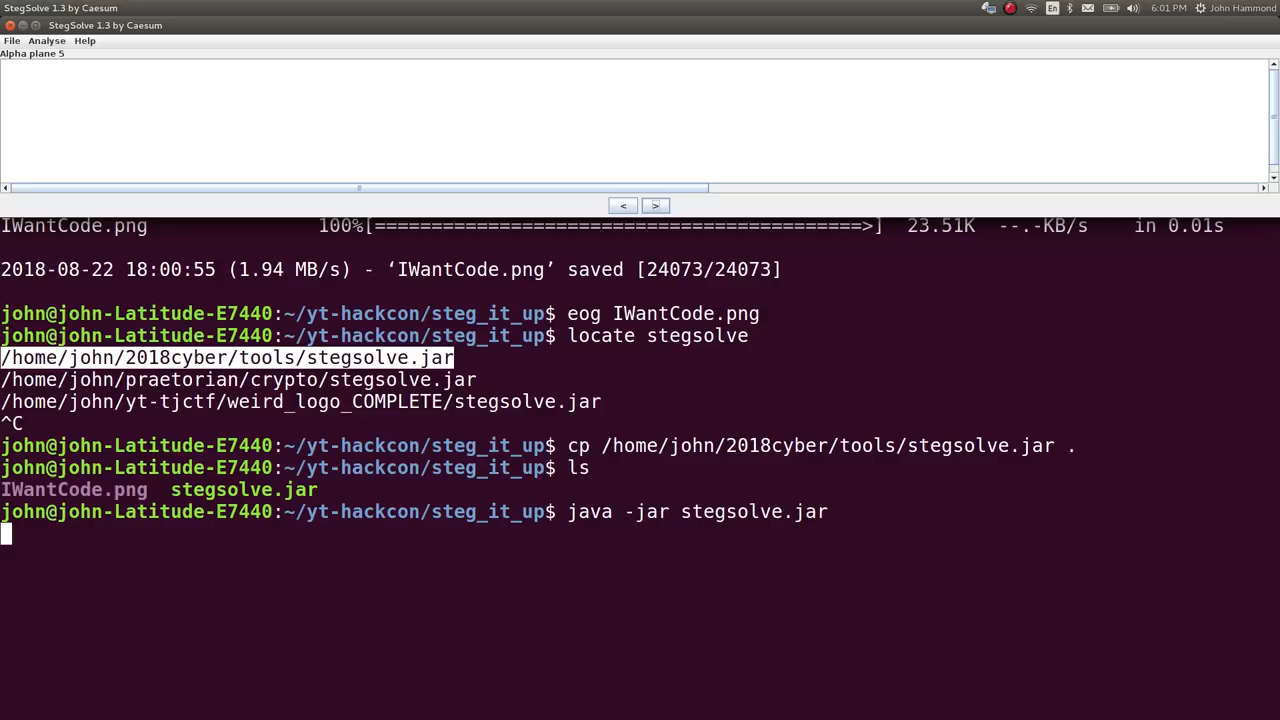 StegSolve 1.3 by Caesum
En 6:01 PM John Hammond
StegSolve 1.3 by Caesum
File Analyse Help
Alpha plane 5
< >
IWantCode.png 100%[===========================================>] 23.51K --.-KB/s in 0.01s
2018-08-22 18:00:55 (1.94 MB/s) - ‘IWantCode.png’ saved [24073/24073]
john@john-Latitude-E7440:~/yt-hackcon/steg_it_up$ eog IWantCode.png
john@john-Latitude-E7440:~/yt-hackcon/steg_it_up$ locate stegsolve
/home/john/2018cyber/tools/stegsolve.jar
/home/john/praetorian/crypto/stegsolve.jar
/home/john/yt-tjctf/weird_logo_COMPLETE/stegsolve.jar
^C
john@john-Latitude-E7440:~/yt-hackcon/steg_it_up$ cp /home/john/2018cyber/tools/stegsolve.jar .
john@john-Latitude-E7440:~/yt-hackcon/steg_it_up$ ls
IWantCode.png stegsolve.jar
john@john-Latitude-E7440:~/yt-hackcon/steg_it_up$ java -jar stegsolve.jar